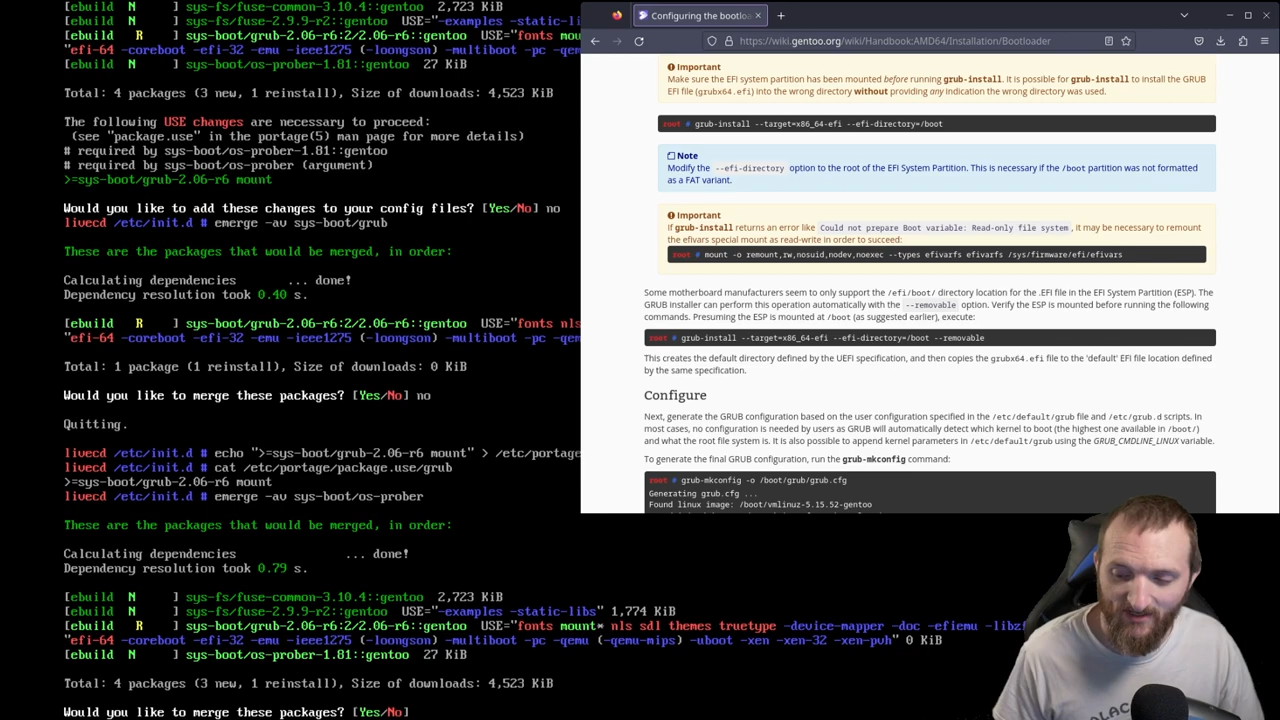 [ebuild N ] sys-fs/fuse-common-3.10.4::gentoo 2,723 KiB
[ebuild N ] sys-fs/fuse-2.9.9-r2::gentoo USE="-examples -static-li
[ebuild R ] sys-boot/grub-2.06-r6:2/2.06-r6::gentoo USE="fonts mou
"efi-64 -coreboot -efi-32 -emu -ieee1275 (-loongson) -multiboot -pc -qem
[ebuild N ] sys-boot/os-prober-1.81::gentoo 27 KiB
Total: 4 packages (3 new, 1 reinstall), Size of downloads: 4,523 KiB
The following USE changes are necessary to proceed:
(see "package.use" in the portage(5) man page for more details)
# required by sys-boot/os-prober-1.81::gentoo
# required by sys-boot/os-prober (argument)
>=sys-boot/grub-2.06-r6 mount
Would you like to add these changes to your config files? [Yes/No] no
livecd /etc/init.d # emerge -av sys-boot/grub
These are the packages that would be merged, in order:
Calculating dependencies ... done!
Dependency resolution took 0.40 s.
[ebuild R ] sys-boot/grub-2.06-r6:2/2.06-r6::gentoo USE="fonts nls
"efi-64 -coreboot -efi-32 -emu -ieee1275 (-loongson) -multiboot -pc -qem
Total: 1 package (1 reinstall), Size of downloads: 0 KiB
Would you like to merge these packages? [Yes/No] no
Quitting.
livecd /etc/init.d # echo ">=sys-boot/grub-2.06-r6 mount" > /etc/portage
livecd /etc/init.d # cat /etc/portage/package.use/grub
>=sys-boot/grub-2.06-r6 mount
livecd /etc/init.d # emerge -av sys-boot/os-prober
These are the packages that would be merged, in order:
Calculating dependencies ... done!
Dependency resolution took 0.79 s.
[ebuild N ] sys-fs/fuse-common-3.10.4::gentoo 2,723 KiB
[ebuild N ] sys-fs/fuse-2.9.9-r2::gentoo USE="-examples -static-libs" 1,774 KiB
[ebuild R ] sys-boot/grub-2.06-r6:2/2.06-r6::gentoo USE="fonts mount* nls sdl themes truetype -device-mapper -doc -efiemu -libzf
"efi-64 -coreboot -efi-32 -emu -ieee1275 (-loongson) -multiboot -pc -qemu (-qemu-mips) -uboot -xen -xen-32 -xen-pvh" 0 KiB
[ebuild N ] sys-boot/os-prober-1.81::gentoo 27 KiB
Total: 4 packages (3 new, 1 reinstall), Size of downloads: 4,523 KiB
Would you like to merge these packages? [Yes/No]
Configuring the bootloa
https://wiki.gentoo.org/wiki/Handbook:AMD64/Installation/Bootloader
Important
Make sure the EFI system partition has been mounted before running grub-install. It is possible for grub-install to install the GRUB
EFI file (grubx64.efi) into the wrong directory without providing any indication the wrong directory was used.
root # grub-install --target=x86_64-efi --efi-directory=/boot
Note
Modify the --efi-directory option to the root of the EFI System Partition. This is necessary if the /boot partition was not formatted
as a FAT variant.
Important
If grub-install returns an error like Could not prepare Boot variable: Read-only file system, it may be necessary to remount
the efivars special mount as read-write in order to succeed:
root # mount -o remount,rw,nosuid,nodev,noexec --types efivarfs efivarfs /sys/firmware/efi/efivars
Some motherboard manufacturers seem to only support the /efi/boot/ directory location for the .EFI file in the EFI System Partition (ESP). The
GRUB installer can perform this operation automatically with the --removable option. Verify the ESP is mounted before running the following
commands. Presuming the ESP is mounted at /boot (as suggested earlier), execute:
root # grub-install --target=x86_64-efi --efi-directory=/boot --removable
This creates the default directory defined by the UEFI specification, and then copies the grubx64.efi file to the 'default' EFI file location defined
by the same specification.
Configure
Next, generate the GRUB configuration based on the user configuration specified in the /etc/default/grub file and /etc/grub.d scripts. In
most cases, no configuration is needed by users as GRUB will automatically detect which kernel to boot (the highest one available in /boot/)
and what the root file system is. It is also possible to append kernel parameters in /etc/default/grub using the GRUB_CMDLINE_LINUX variable.
To generate the final GRUB configuration, run the grub-mkconfig command:
root # grub-mkconfig -o /boot/grub/grub.cfg
Generating grub.cfg ...
Found linux image: /boot/vmlinuz-5.15.52-gentoo